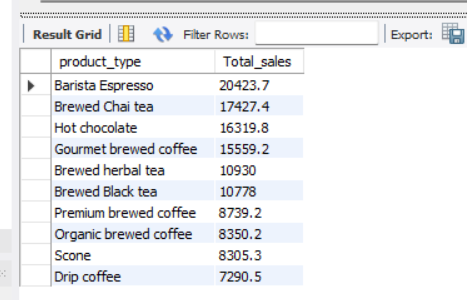 Result Grid Filter Rows: Export:
product_type Total_sales
Barista Espresso 20423.7
Brewed Chai tea 17427.4
Hot chocolate 16319.8
Gourmet brewed coffee 15559.2
Brewed herbal tea 10930
Brewed Black tea 10778
Premium brewed coffee 8739.2
Organic brewed coffee 8350.2
Scone 8305.3
Drip coffee 7290.5